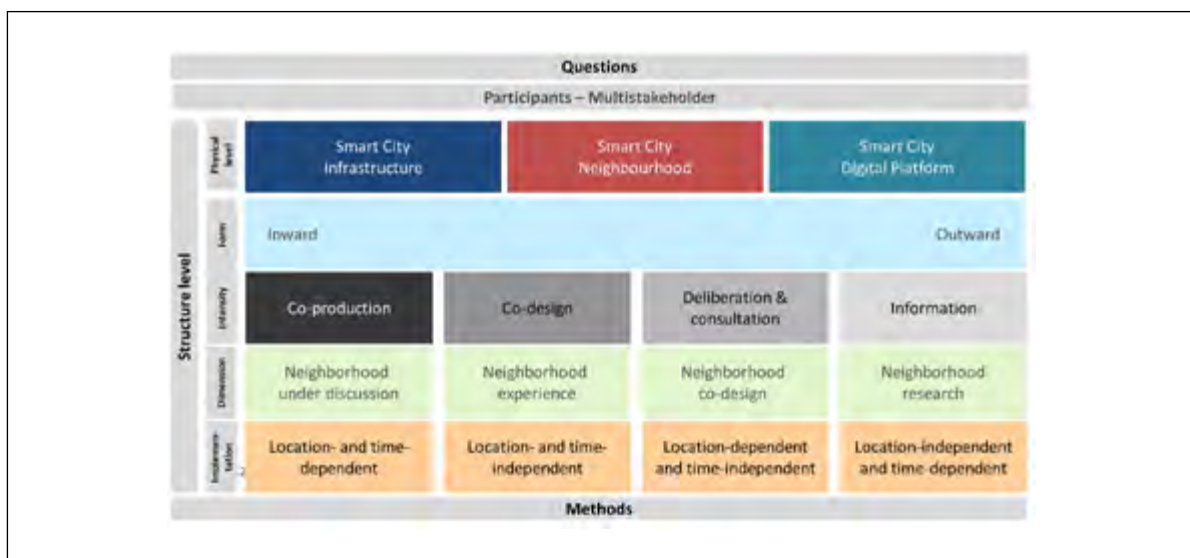 Questions
Participants – Multistakeholder
Structure level
Physical
level
Smart City
Infrastructure
Smart City
Neighbourhood
Smart City
Digital Platform
Form
Inward
Outward
Intensity
Co-production
Co-design
Deliberation &
consultation
Information
Dimension
Neighborhood
under discussion
Neighborhood
experience
Neighborhood
co-design
Neighborhood
research
Implemen-
tation
Location- and time-
dependent
Location- and time-
independent
Location-dependent
and time-independent
Location-independent
and time-dependent
Methods